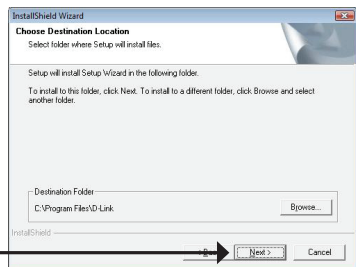 InstallShield Wizard
Choose Destination Location
Select folder where Setup will install files.
Setup will install Setup Wizard in the following folder.
To install to this folder, click Next. To install to a different folder, click Browse and select
another folder.
Destination Folder
C:\Program Files\D-Link
Browse...
InstallShield
Next > Cancel